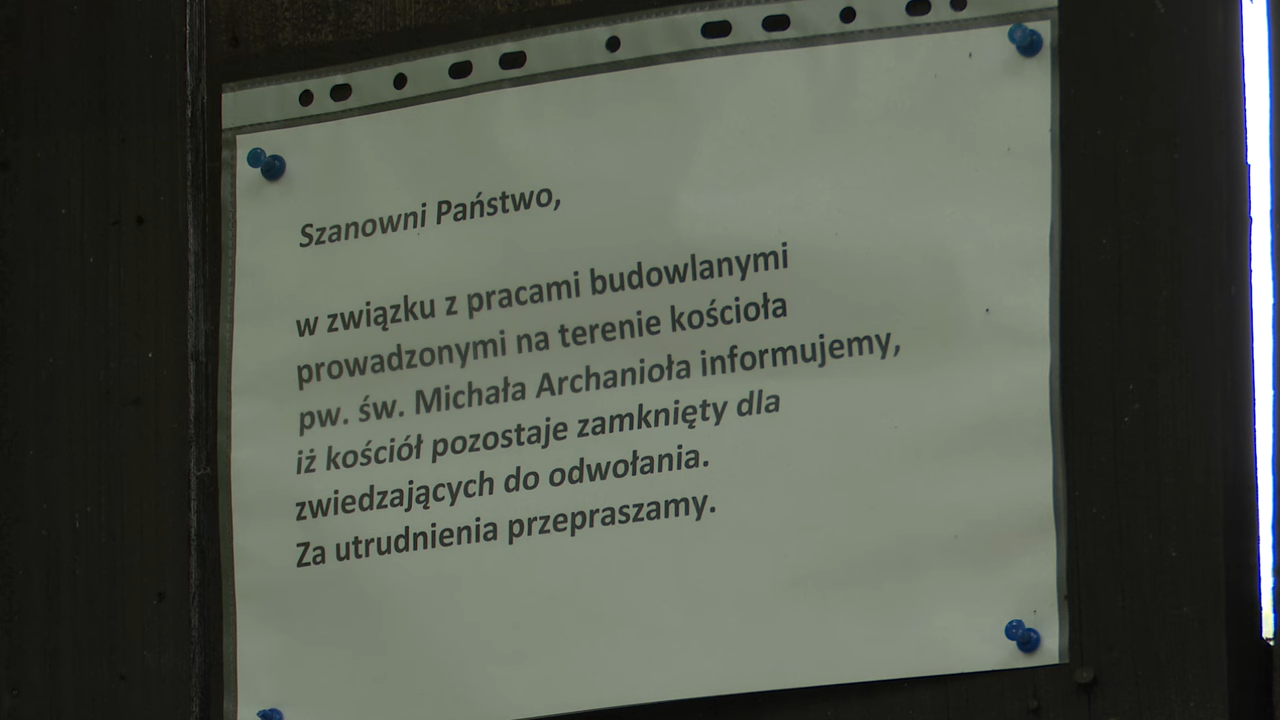 Szanowni Państwo,
w związku z pracami budowlanymi
prowadzonymi na terenie kościoła
pw. św. Michała Archanioła informujemy,
iż kościół pozostaje zamknięty dla
zwiedzających do odwołania.
Za utrudnienia przepraszamy.